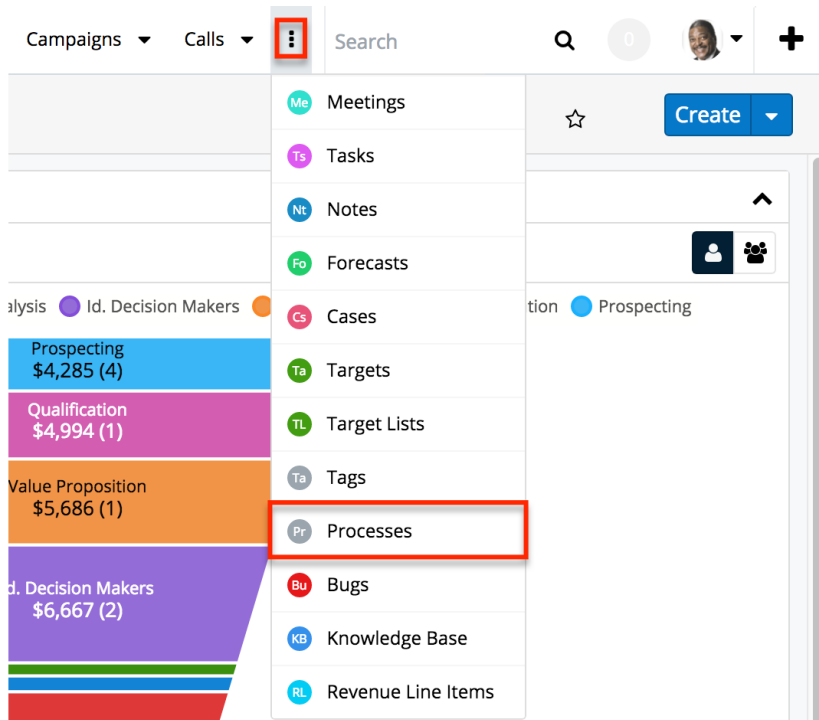 Campaigns Calls Search 0
Create
Me Meetings
Ts Tasks
Nt Notes
Fo Forecasts
Cs Cases
Ta Targets
TL Target Lists
Ta Tags
Pr Processes
Bu Bugs
KB Knowledge Base
RL Revenue Line Items
alysis Id. Decision Makers tion Prospecting
Prospecting
$4,285 (4)
Qualification
$4,994 (1)
Value Proposition
$5,686 (1)
d. Decision Makers
$6,667 (2)